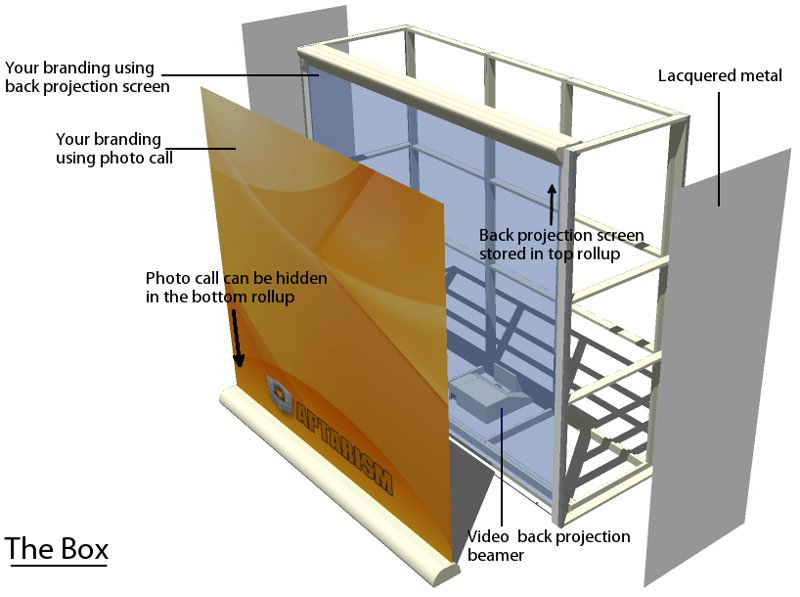 Your branding using
back projection screen
Lacquered metal
Your branding
using photo call
Back projection screen
stored in top rollup
Photo call can be hidden
in the bottom rollup
APTARISM
Video  back projection
beamer
The Box